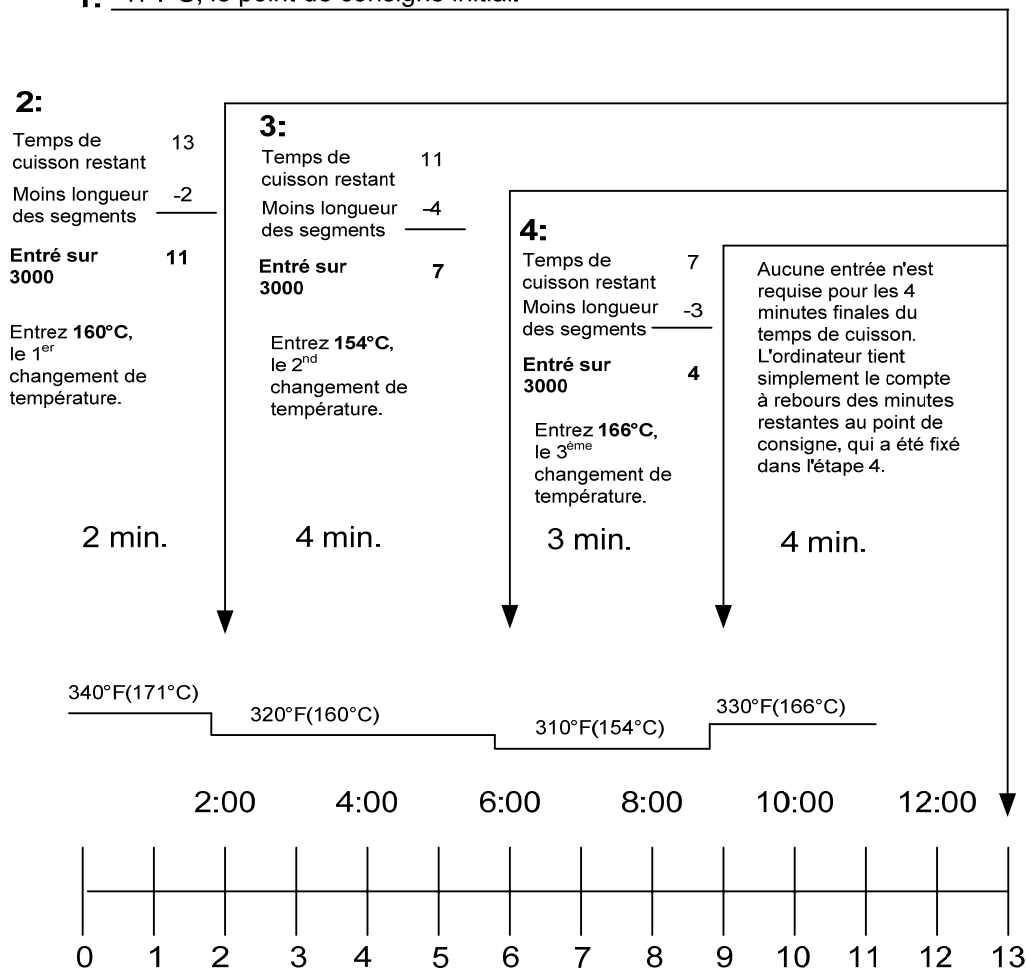 1: 171°C, le point de consigne initial.
2:
Temps de 13
cuisson restant
Moins longueur -2
des segments
Entré sur 11
3000
Entrez 160°C,
le 1er
changement de
température.
3:
Temps de 11
cuisson restant
Moins longueur -4
des segments
Entré sur 7
3000
Entrez 154°C,
le 2nd
changement de
température.
4:
Temps de 7
cuisson restant
Moins longueur -3
des segments
Entré sur 4
3000
Entrez 166°C,
le 3ème
changement de
température.
Aucune entrée n'est
requise pour les 4
minutes finales du
temps de cuisson.
L'ordinateur tient
simplement le compte
à rebours des minutes
restantes au point de
consigne, qui a été fixé
dans l'étape 4.
2 min. 4 min. 3 min. 4 min.
340°F(171°C) 320°F(160°C) 310°F(154°C) 330°F(166°C)
2:00 4:00 6:00 8:00 10:00 12:00
0 1 2 3 4 5 6 7 8 9 10 11 12 13